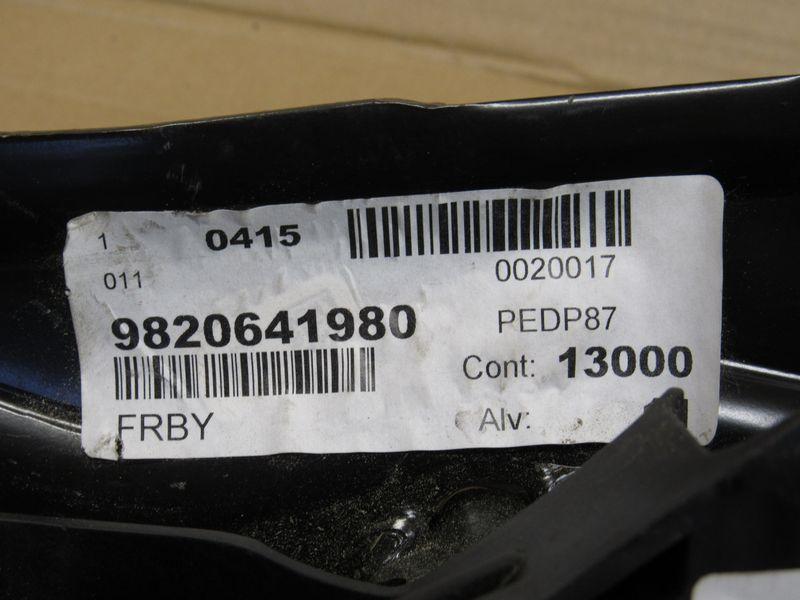 1 0415
011 0020017
9820641980 PEDP87
Cont: 13000
FRBY Alv: